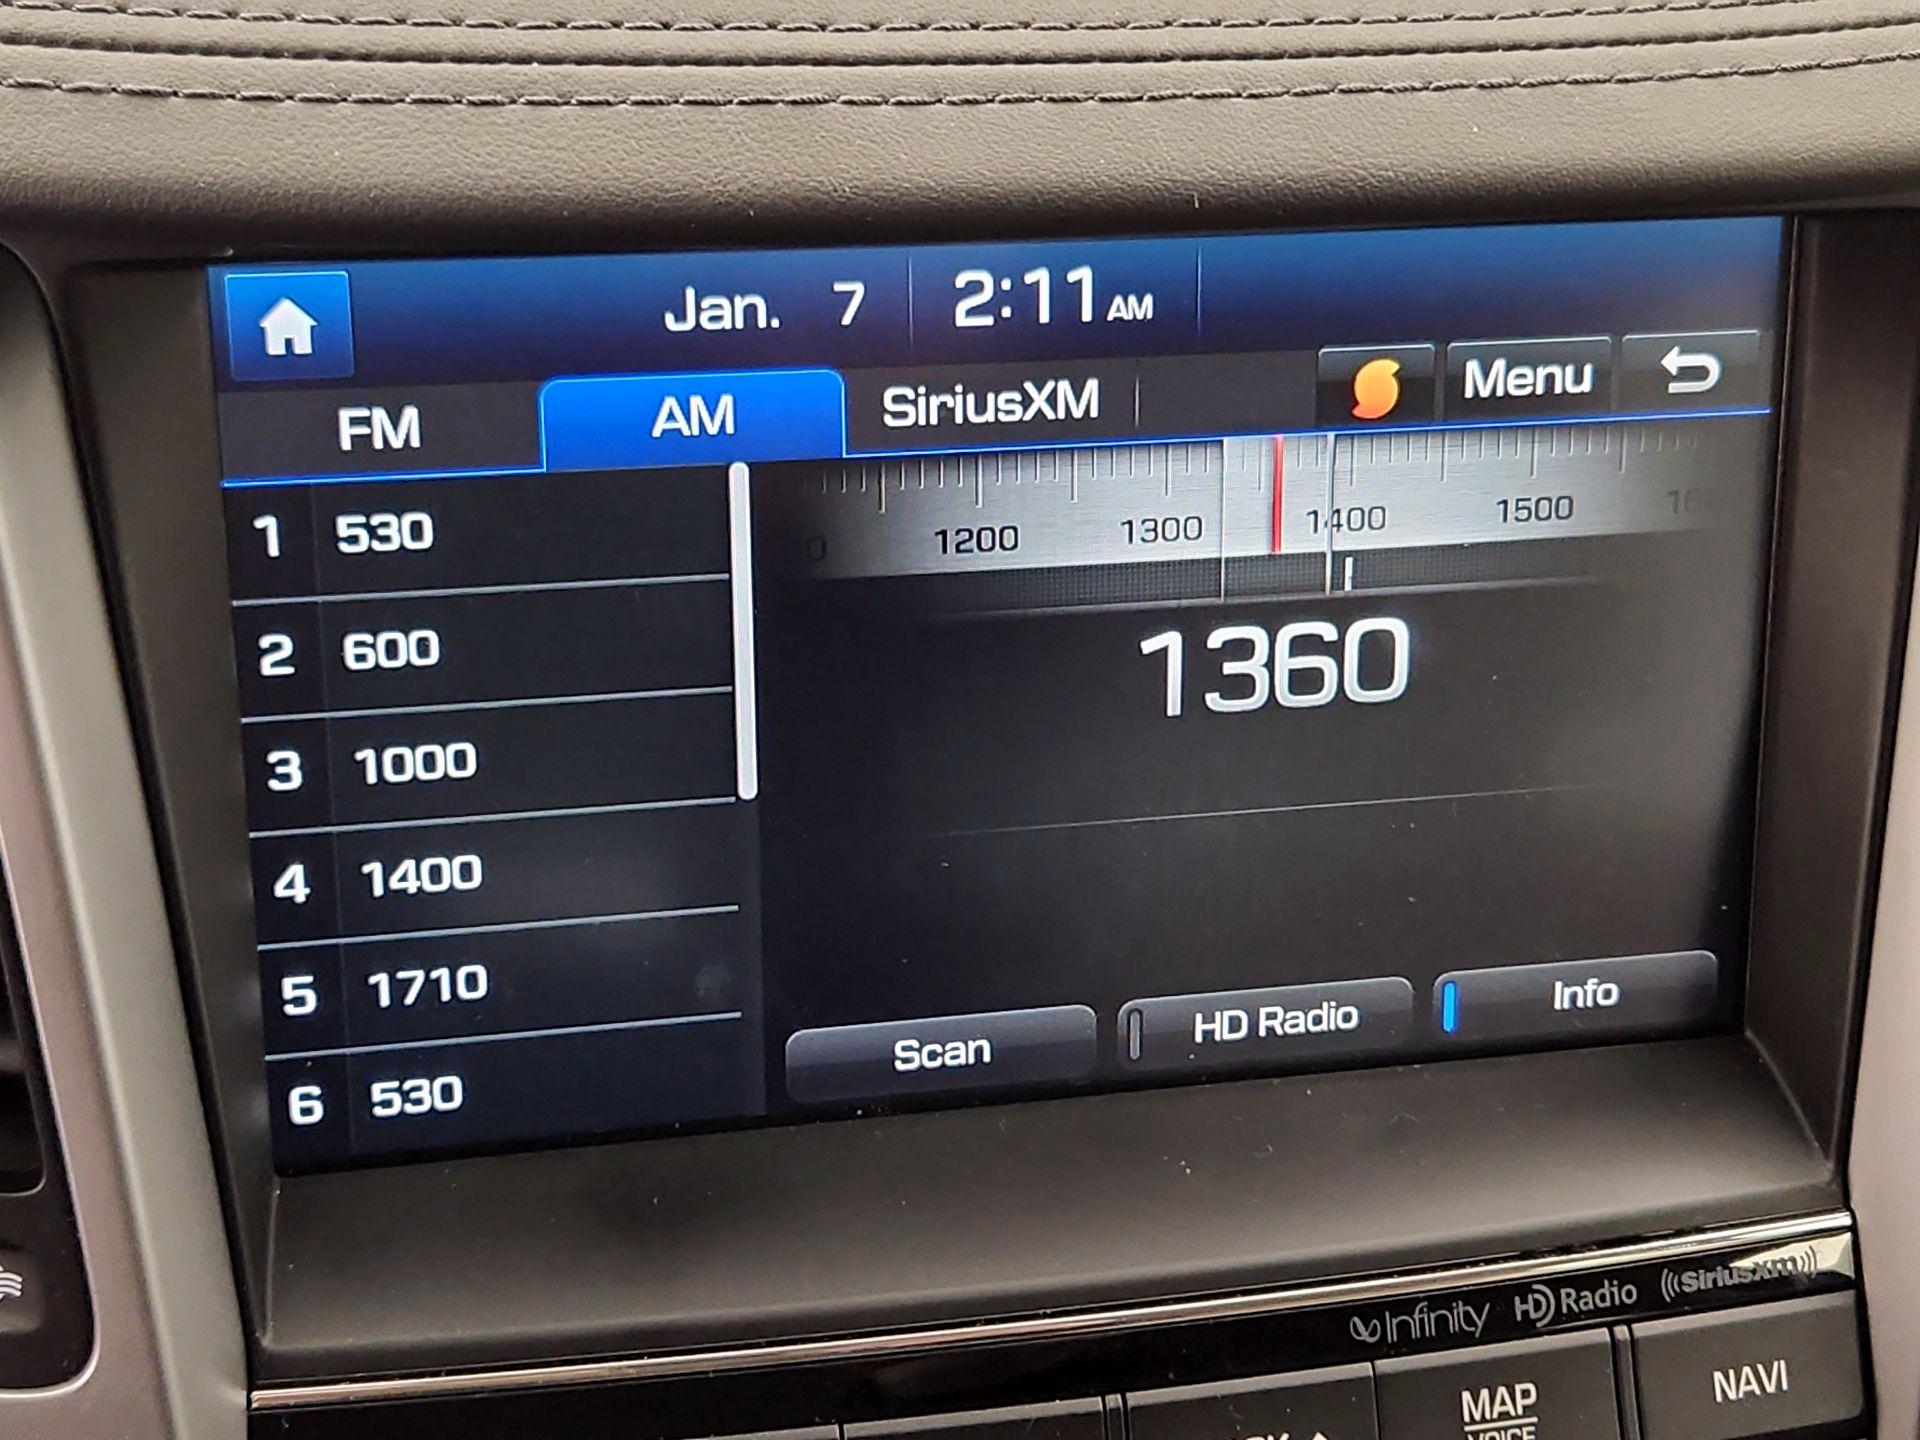 Jan. 7 2:11 AM
FM AM SiriusXM Menu
1 530
2 600
3 1000
4 1400
5 1710
6 530
1200 1300 1400 1500
1360
Scan HD Radio Info
Infinity HD Radio SiriusXM
MAP
VOICE
NAVI